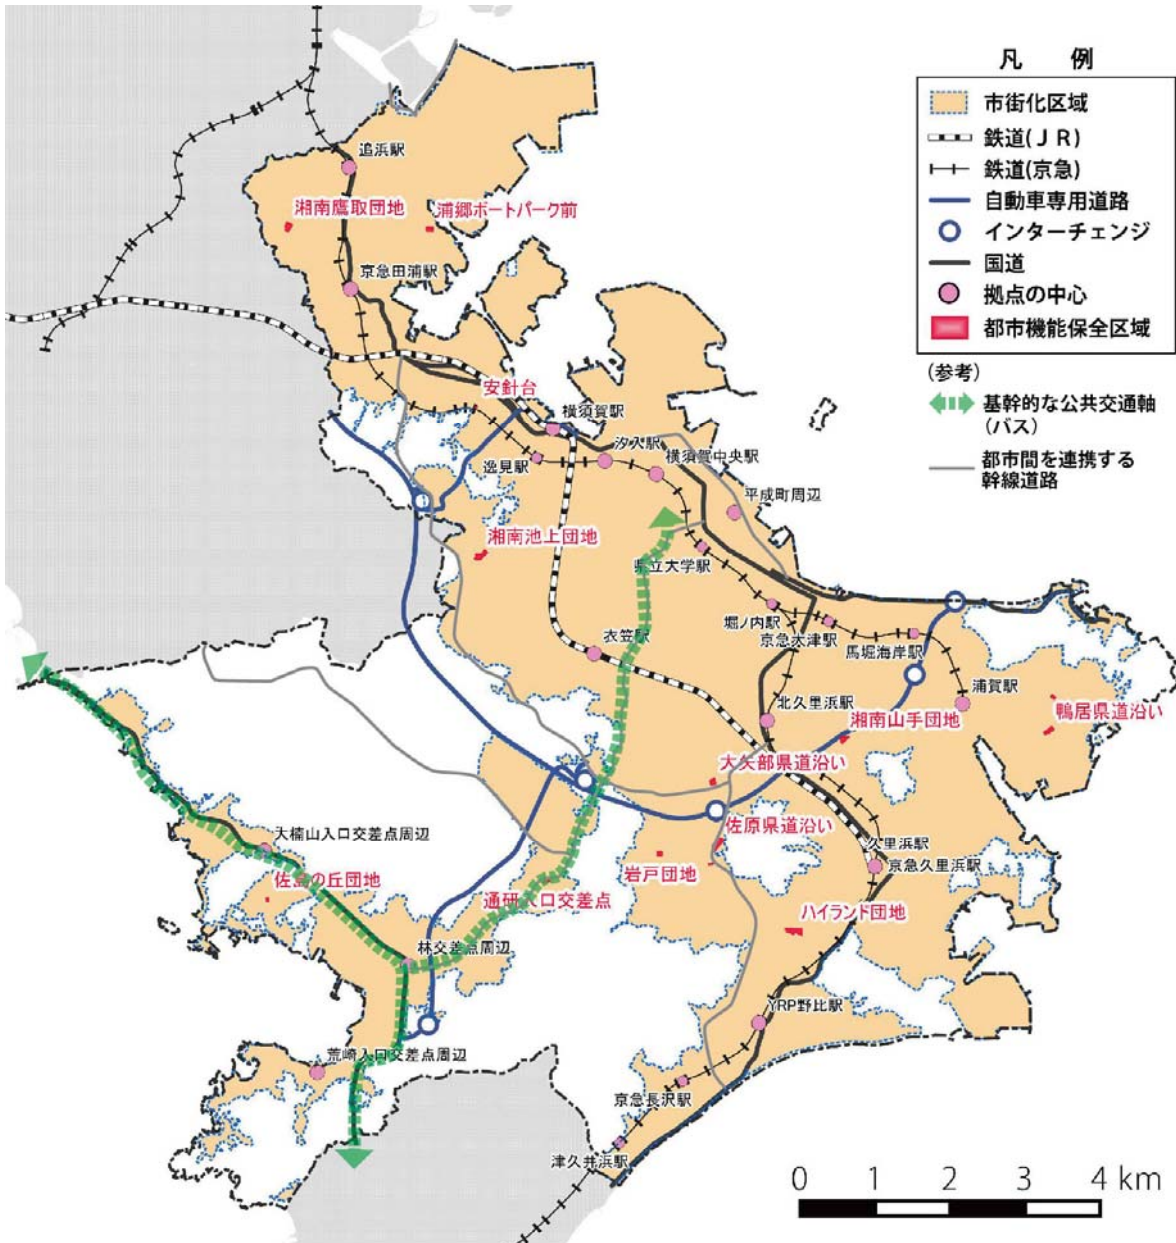 凡 例
市街化区域
鉄道(ＪＲ)
鉄道(京急)
自動車専用道路
インターチェンジ
国道
拠点の中心
都市機能保全区域
(参考)
基幹的な公共交通軸
(バス)
都市間を連携する
幹線道路
追浜駅
湘南鷹取団地
浦郷ボートパーク前
京急田浦駅
安針台
横須賀駅
汐入駅
逸見駅
横須賀中央駅
平成町周辺
湘南池上団地
県立大学駅
堀ノ内駅
京急大津駅
馬堀海岸駅
衣笠駅
浦賀駅
北久里浜駅
湘南山手団地
鴨居県道沿い
大矢部県道沿い
佐原県道沿い
大楠山入口交差点周辺
久里浜駅
京急久里浜駅
岩戸団地
佐島の丘団地
通研入口交差点
ハイランド団地
林交差点周辺
YRP野比駅
荒崎入口交差点周辺
京急長沢駅
津久井浜駅
0 1 2 3 4 km